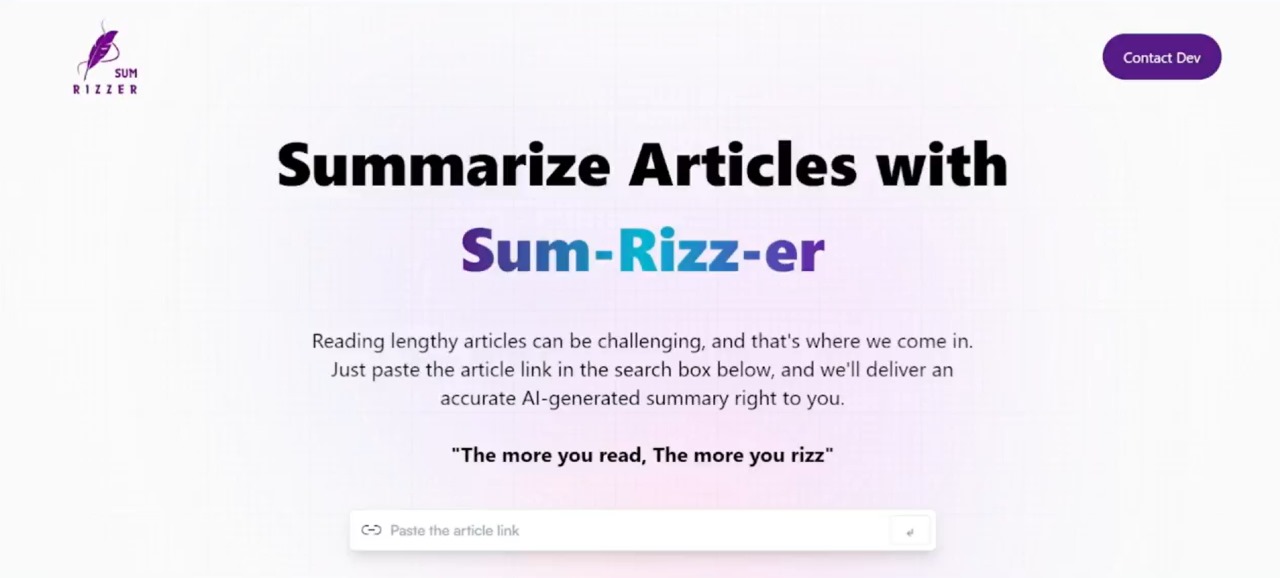 SUM
RIZZER
Contact Dev
Summarize Articles with
Sum-Rizz-er
Reading lengthy articles can be challenging, and that's where we come in.
Just paste the article link in the search box below, and we'll deliver an
accurate AI-generated summary right to you.
"The more you read, The more you rizz"
Paste the article link